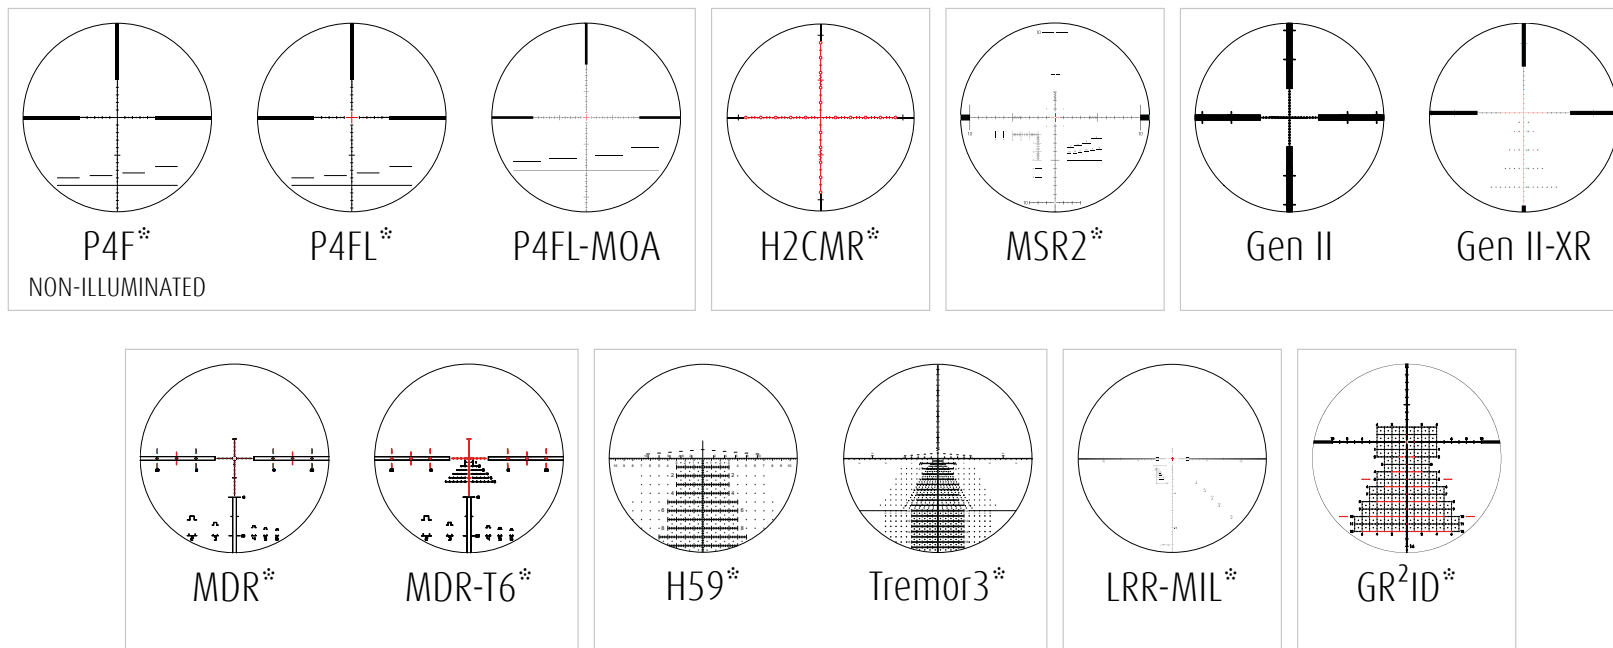 P4F* P4FL* P4FL-MOA H2CMR* MSR2* Gen II Gen II-XR
NON-ILLUMINATED
MDR* MDR-T6* H59* Tremor3* LRR-MIL* GR²ID*